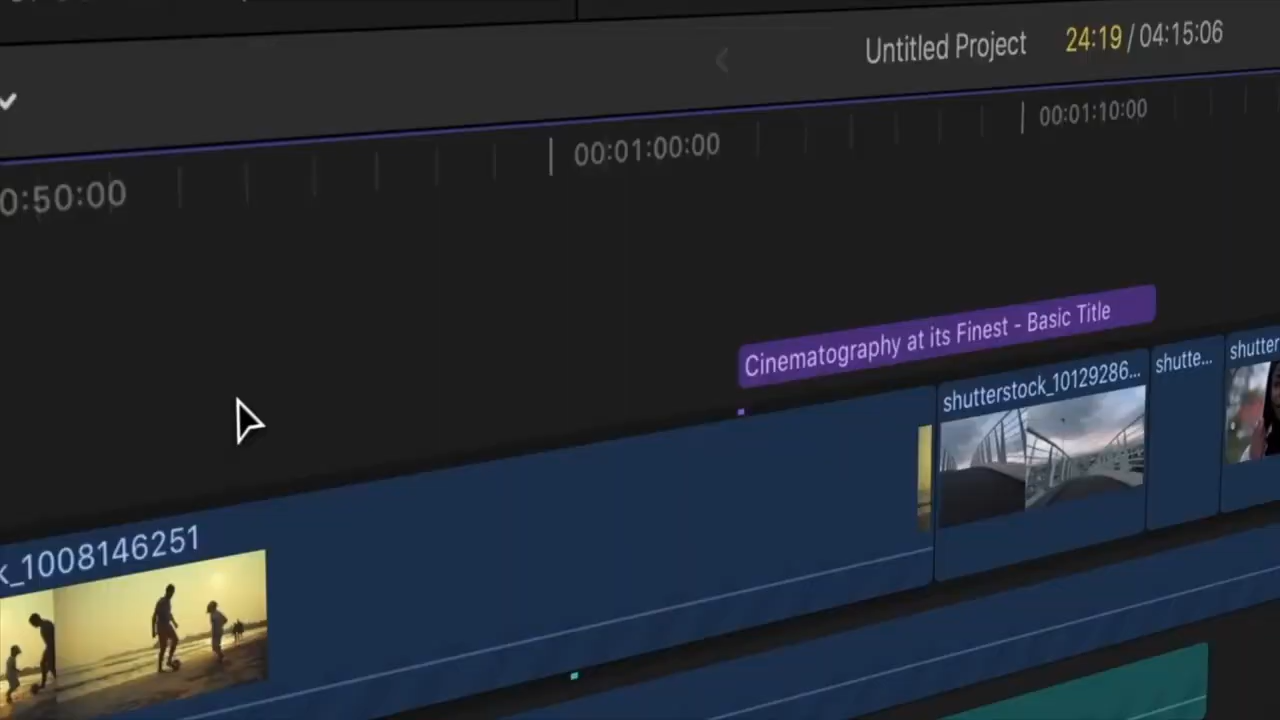 Untitled Project 24:19 / 04:15:06
0:50:00 00:01:00:00 00:01:10:00
Cinematography at its Finest - Basic Title
k_1008146251 shutterstock_10129286... shutte... shutter